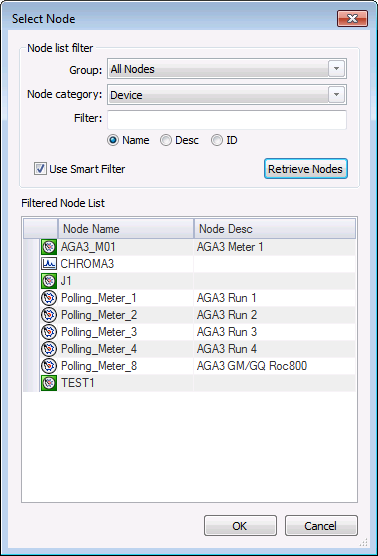 Select Node
Node list filter
Group: All Nodes
Node category: Device
Filter:
Name Desc ID
Use Smart Filter Retrieve Nodes
Filtered Node List
Node Name Node Desc
AGA3_M01 AGA3 Meter 1
CHROMA3
J1
Polling_Meter_1 AGA3 Run 1
Polling_Meter_2 AGA3 Run 2
Polling_Meter_3 AGA3 Run 3
Polling_Meter_4 AGA3 Run 4
Polling_Meter_8 AGA3 GM/GQ Roc800
TEST1
OK Cancel